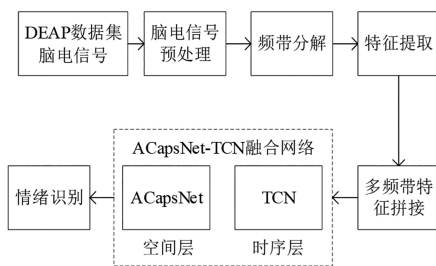 DEAP数据集
脑电信号
脑电信号
预处理
频带分解
特征提取
ACapsNet-TCN融合网络
情绪识别
ACapsNet
TCN
多频带特
征拼接
空间层
时序层